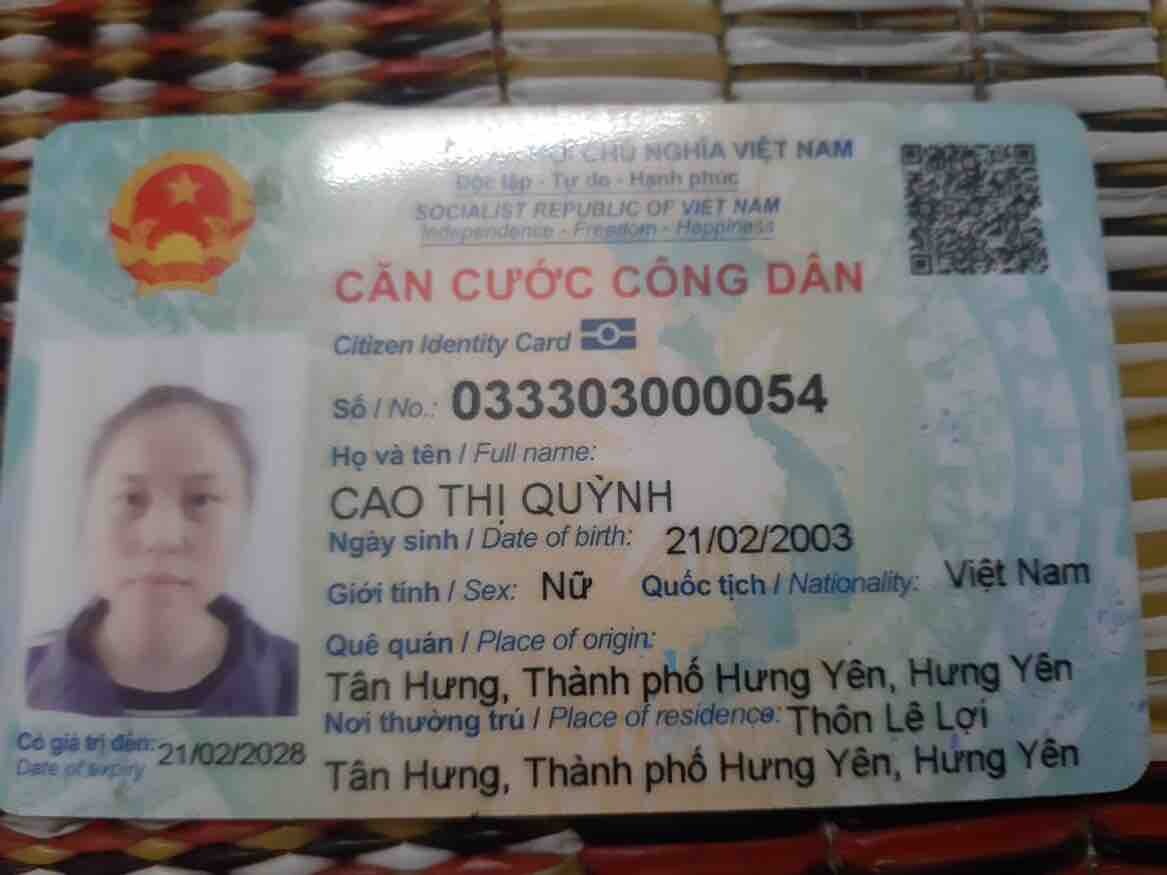 CHỦ NGHĨA VIỆT NAM
Độc lập - Tự do - Hạnh phúc
SOCIALIST REPUBLIC OF VIET NAM
Independence - Freedom - Happiness
CĂN CƯỚC CÔNG DÂN
Citizen Identity Card
Số / No.: 033303000054
Họ và tên / Full name:
CAO THỊ QUỲNH
Ngày sinh / Date of birth: 21/02/2003
Giới tính / Sex: Nữ Quốc tịch / Nationality: Việt Nam
Quê quán / Place of origin:
Tân Hưng, Thành phố Hưng Yên, Hưng Yên
Nơi thường trú / Place of residence: Thôn Lê Lợi
Tân Hưng, Thành phố Hưng Yên, Hưng Yên
Có giá trị đến: 21/02/2028
Date of expiry